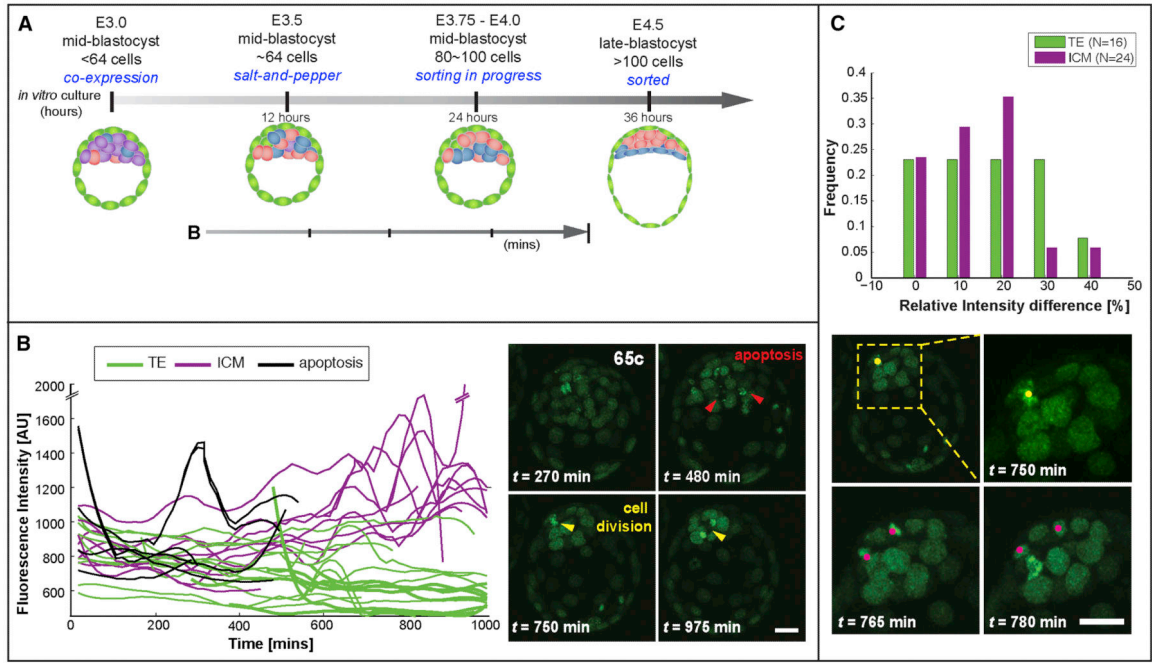 A
E3.0
mid-blastocyst
<64 cells
co-expression
E3.5
mid-blastocyst
~64 cells
salt-and-pepper
E3.75 - E4.0
mid-blastocyst
80~100 cells
sorting in progress
E4.5
late-blastocyst
>100 cells
sorted
in vitro culture
(hours)
12 hours
24 hours
36 hours
B
(mins)
B
TE
ICM
apoptosis
Fluorescence Intensity [AU]
2000
1600
1400
1200
1000
800
600
0
200
400
600
800
1000
Time [mins]
65c
t = 270 min
apoptosis
t = 480 min
cell
division
t = 750 min
t = 975 min
C
TE (N=16)
ICM (N=24)
Frequency
0.4
0.35
0.3
0.25
0.2
0.15
0.1
0.05
0
−10
0
10
20
30
40
50
Relative Intensity difference [%]
t = 750 min
t = 765 min
t = 780 min